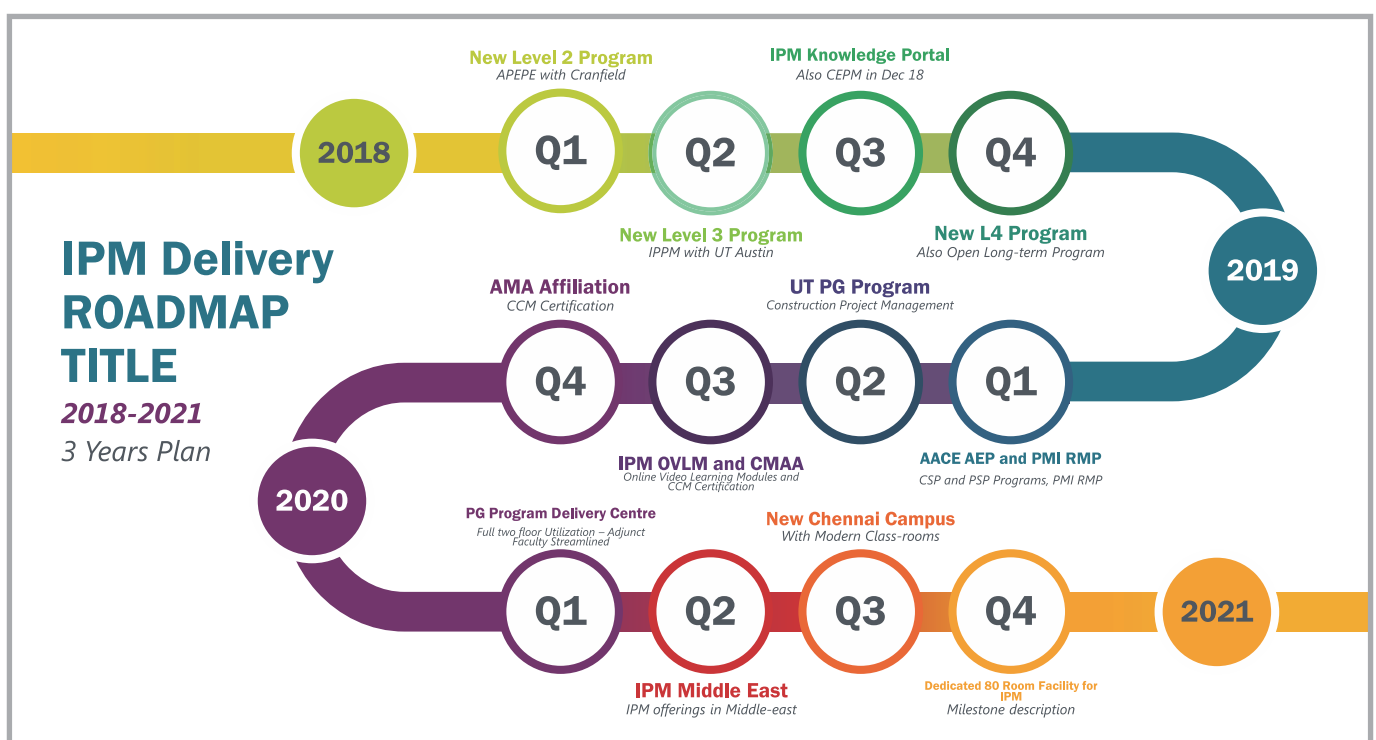 New Level 2 Program
APEPE with Cranfield
IPM Knowledge Portal
Also CEPM in Dec 18
2018
Q1
Q2
Q3
Q4
New Level 3 Program
IPPM with UT Austin
New L4 Program
Also Open Long-term Program
2019
IPM Delivery
ROADMAP
TITLE
2018-2021
3 Years Plan
AMA Affiliation
CCM Certification
UT PG Program
Construction Project Management
Q4
Q3
Q2
Q1
IPM OVLM and CMAA
Online Video Learning Modules and
CCM Certification
AACE AEP and PMI RMP
CSP and PSP Programs, PMI RMP
2020
PG Program Delivery Centre
Full two floor Utilization – Adjunct
Faculty Streamlined
New Chennai Campus
With Modern Class-rooms
Q1
Q2
Q3
Q4
2021
IPM Middle East
IPM offerings in Middle-east
Dedicated 80 Room Facility for
IPM
Milestone description